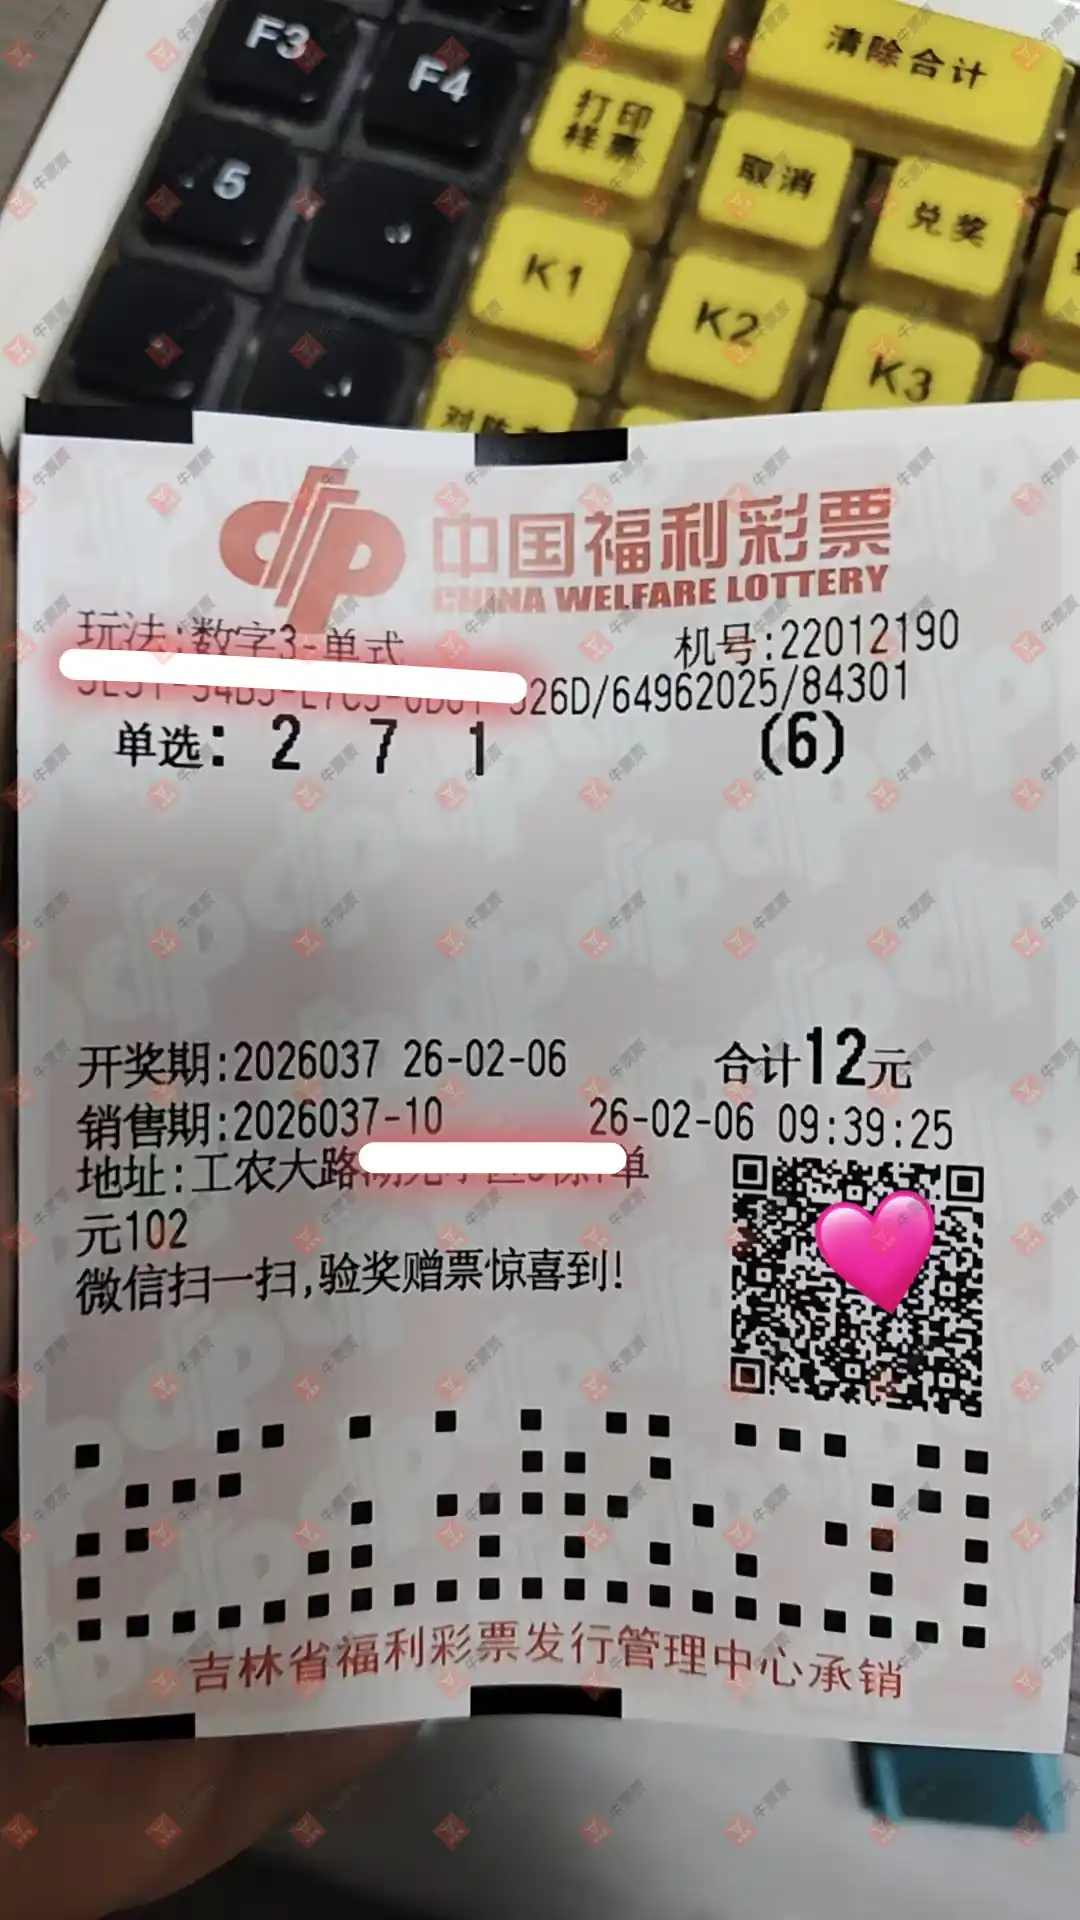 F3
F4
清除合计
打印
样票
取消
兑奖
5
K1
K2
K3
中国福利彩票
CHINA WELFARE LOTTERY
玩法:数字3-单式
机号:22012190
526D/64962025/84301
单选: 2 7 1 (6)
开奖期:2026037 26-02-06 合计12元
销售期:2026037-10 26-02-06 09:39:25
地址:工农大路 单
元102
微信扫一扫,验奖赠票惊喜到!
吉林省福利彩票发行管理中心承销
牛票票